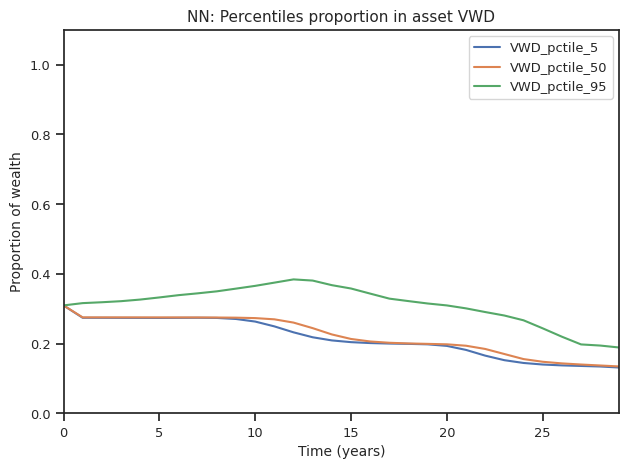 NN: Percentiles proportion in asset VWD
VWD_pctile_5
VWD_pctile_50
VWD_pctile_95
Proportion of wealth
1.0
0.8
0.6
0.4
0.2
0.0
0 5 10 15 20 25
Time (years)